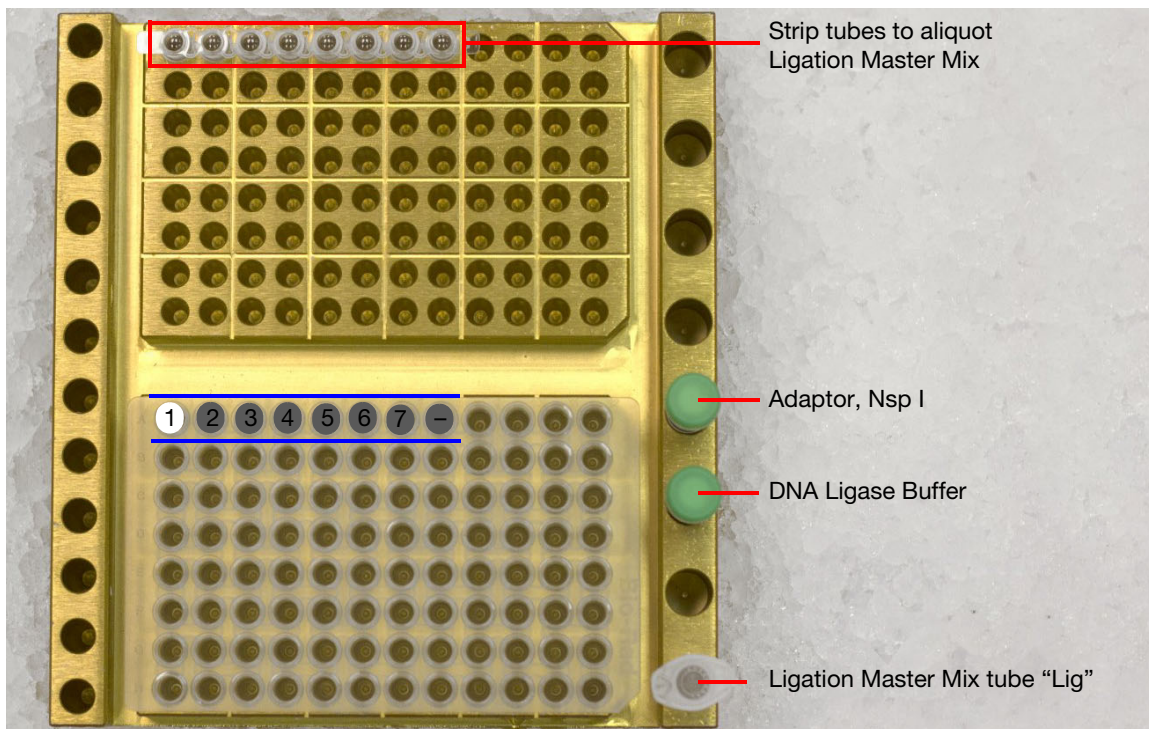 Strip tubes to aliquot
Ligation Master Mix
Adaptor, Nsp I
1 2 3 4 5 6 7 –
DNA Ligase Buffer
Ligation Master Mix tube “Lig”